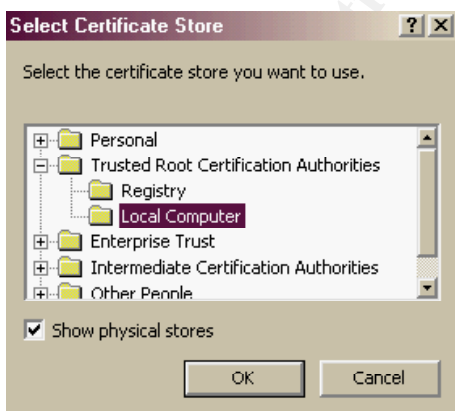 Select Certificate Store
Select the certificate store you want to use.
Personal
Trusted Root Certification Authorities
Registry
Local Computer
Enterprise Trust
Intermediate Certification Authorities
Other People
Show physical stores
OK Cancel